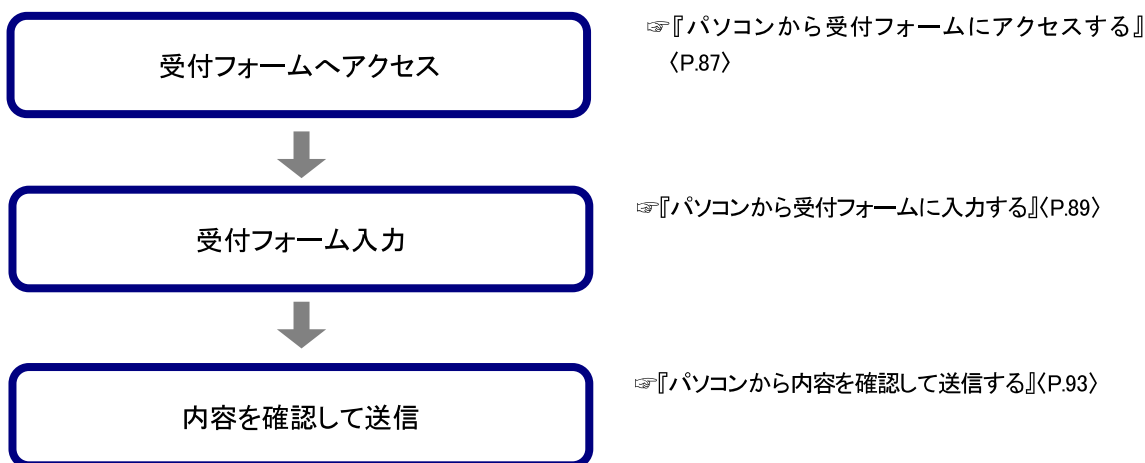 受付フォームへアクセス
☞『パソコンから受付フォームにアクセスする』
〈P.87〉
受付フォーム入力
☞『パソコンから受付フォームに入力する』〈P.89〉
内容を確認して送信
☞『パソコンから内容を確認して送信する』〈P.93〉